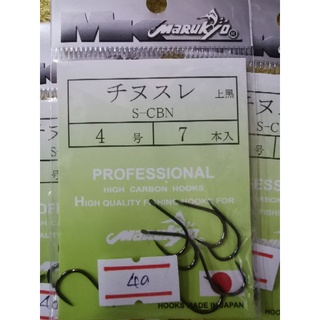 MARUKYO
チヌスレ 上黒
S-CBN
4 号 7 本入
PROFESSIONAL
HIGH CARBON HOOKS
HIGH QUALITY FISHING HOOKS FOR
MARUKYO
40
HOOKS MADE IN JAPAN